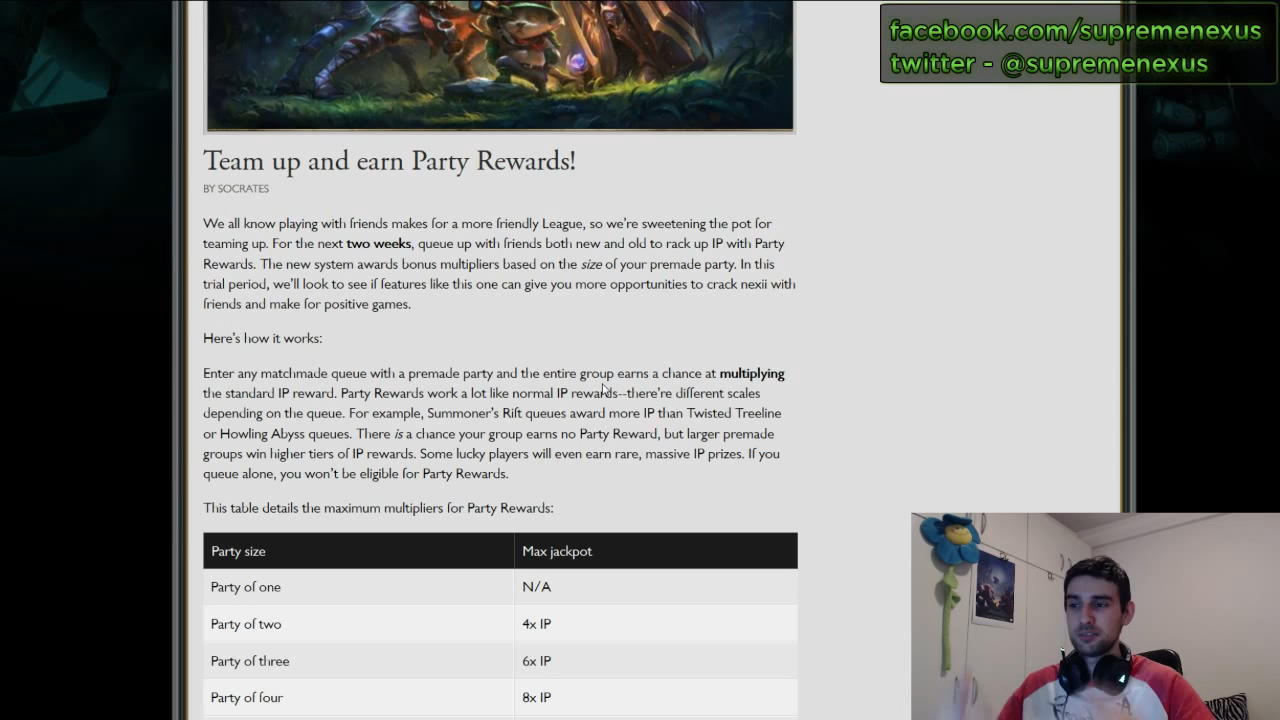 facebook.com/supremenexus
twitter - @supremenexus
Team up and earn Party Rewards!
BY SOCRATES
We all know playing with friends makes for a more friendly League, so we're sweetening the pot for
teaming up. For the next two weeks, queue up with friends both new and old to rack up IP with Party
Rewards. The new system awards bonus multipliers based on the size of your premade party. In this
trial period, we'll look to see if features like this one can give you more opportunities to crack nexii with
friends and make for positive games.
Here's how it works:
Enter any matchmade queue with a premade party and the entire group earns a chance at multiplying
the standard IP reward. Party Rewards work a lot like normal IP rewards--there're different scales
depending on the queue. For example, Summoner's Rift queues award more IP than Twisted Treeline
or Howling Abyss queues. There is a chance your group earns no Party Reward, but larger premade
groups win higher tiers of IP rewards. Some lucky players will even earn rare, massive IP prizes. If you
queue alone, you won't be eligible for Party Rewards.
This table details the maximum multipliers for Party Rewards:
Party size Max jackpot
Party of one N/A
Party of two 4x IP
Party of three 6x IP
Party of four 8x IP